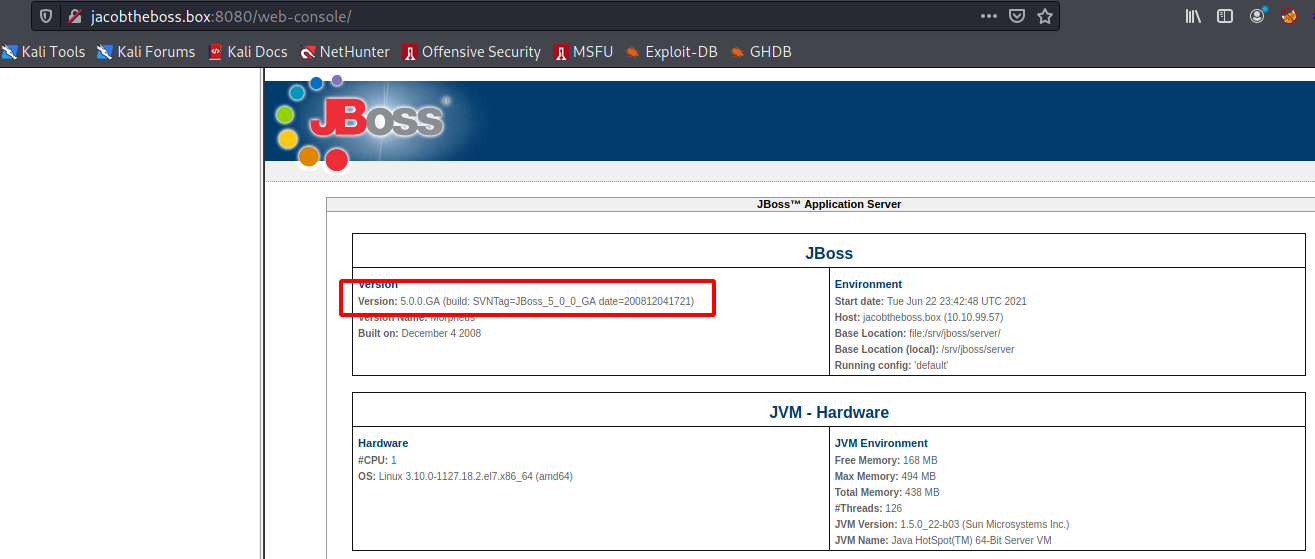 jacobtheboss.box:8080/web-console/
Kali Tools Kali Forums Kali Docs NetHunter Offensive Security MSFU Exploit-DB GHDB
JBoss
JBoss™ Application Server
JBoss
Version
Version: 5.0.0.GA (build: SVNTag=JBoss_5_0_0_GA date=200812041721)
Version Name: Morpheus
Built on: December 4 2008
Environment
Start date: Tue Jun 22 23:42:48 UTC 2021
Host: jacobtheboss.box (10.10.99.57)
Base Location: file:/srv/jboss/server/
Base Location (local): /srv/jboss/server
Running config: 'default'
JVM - Hardware
Hardware
#CPU: 1
OS: Linux 3.10.0-1127.18.2.el7.x86_64 (amd64)
JVM Environment
Free Memory: 168 MB
Max Memory: 494 MB
Total Memory: 438 MB
#Threads: 126
JVM Version: 1.5.0_22-b03 (Sun Microsystems Inc.)
JVM Name: Java HotSpot(TM) 64-Bit Server VM